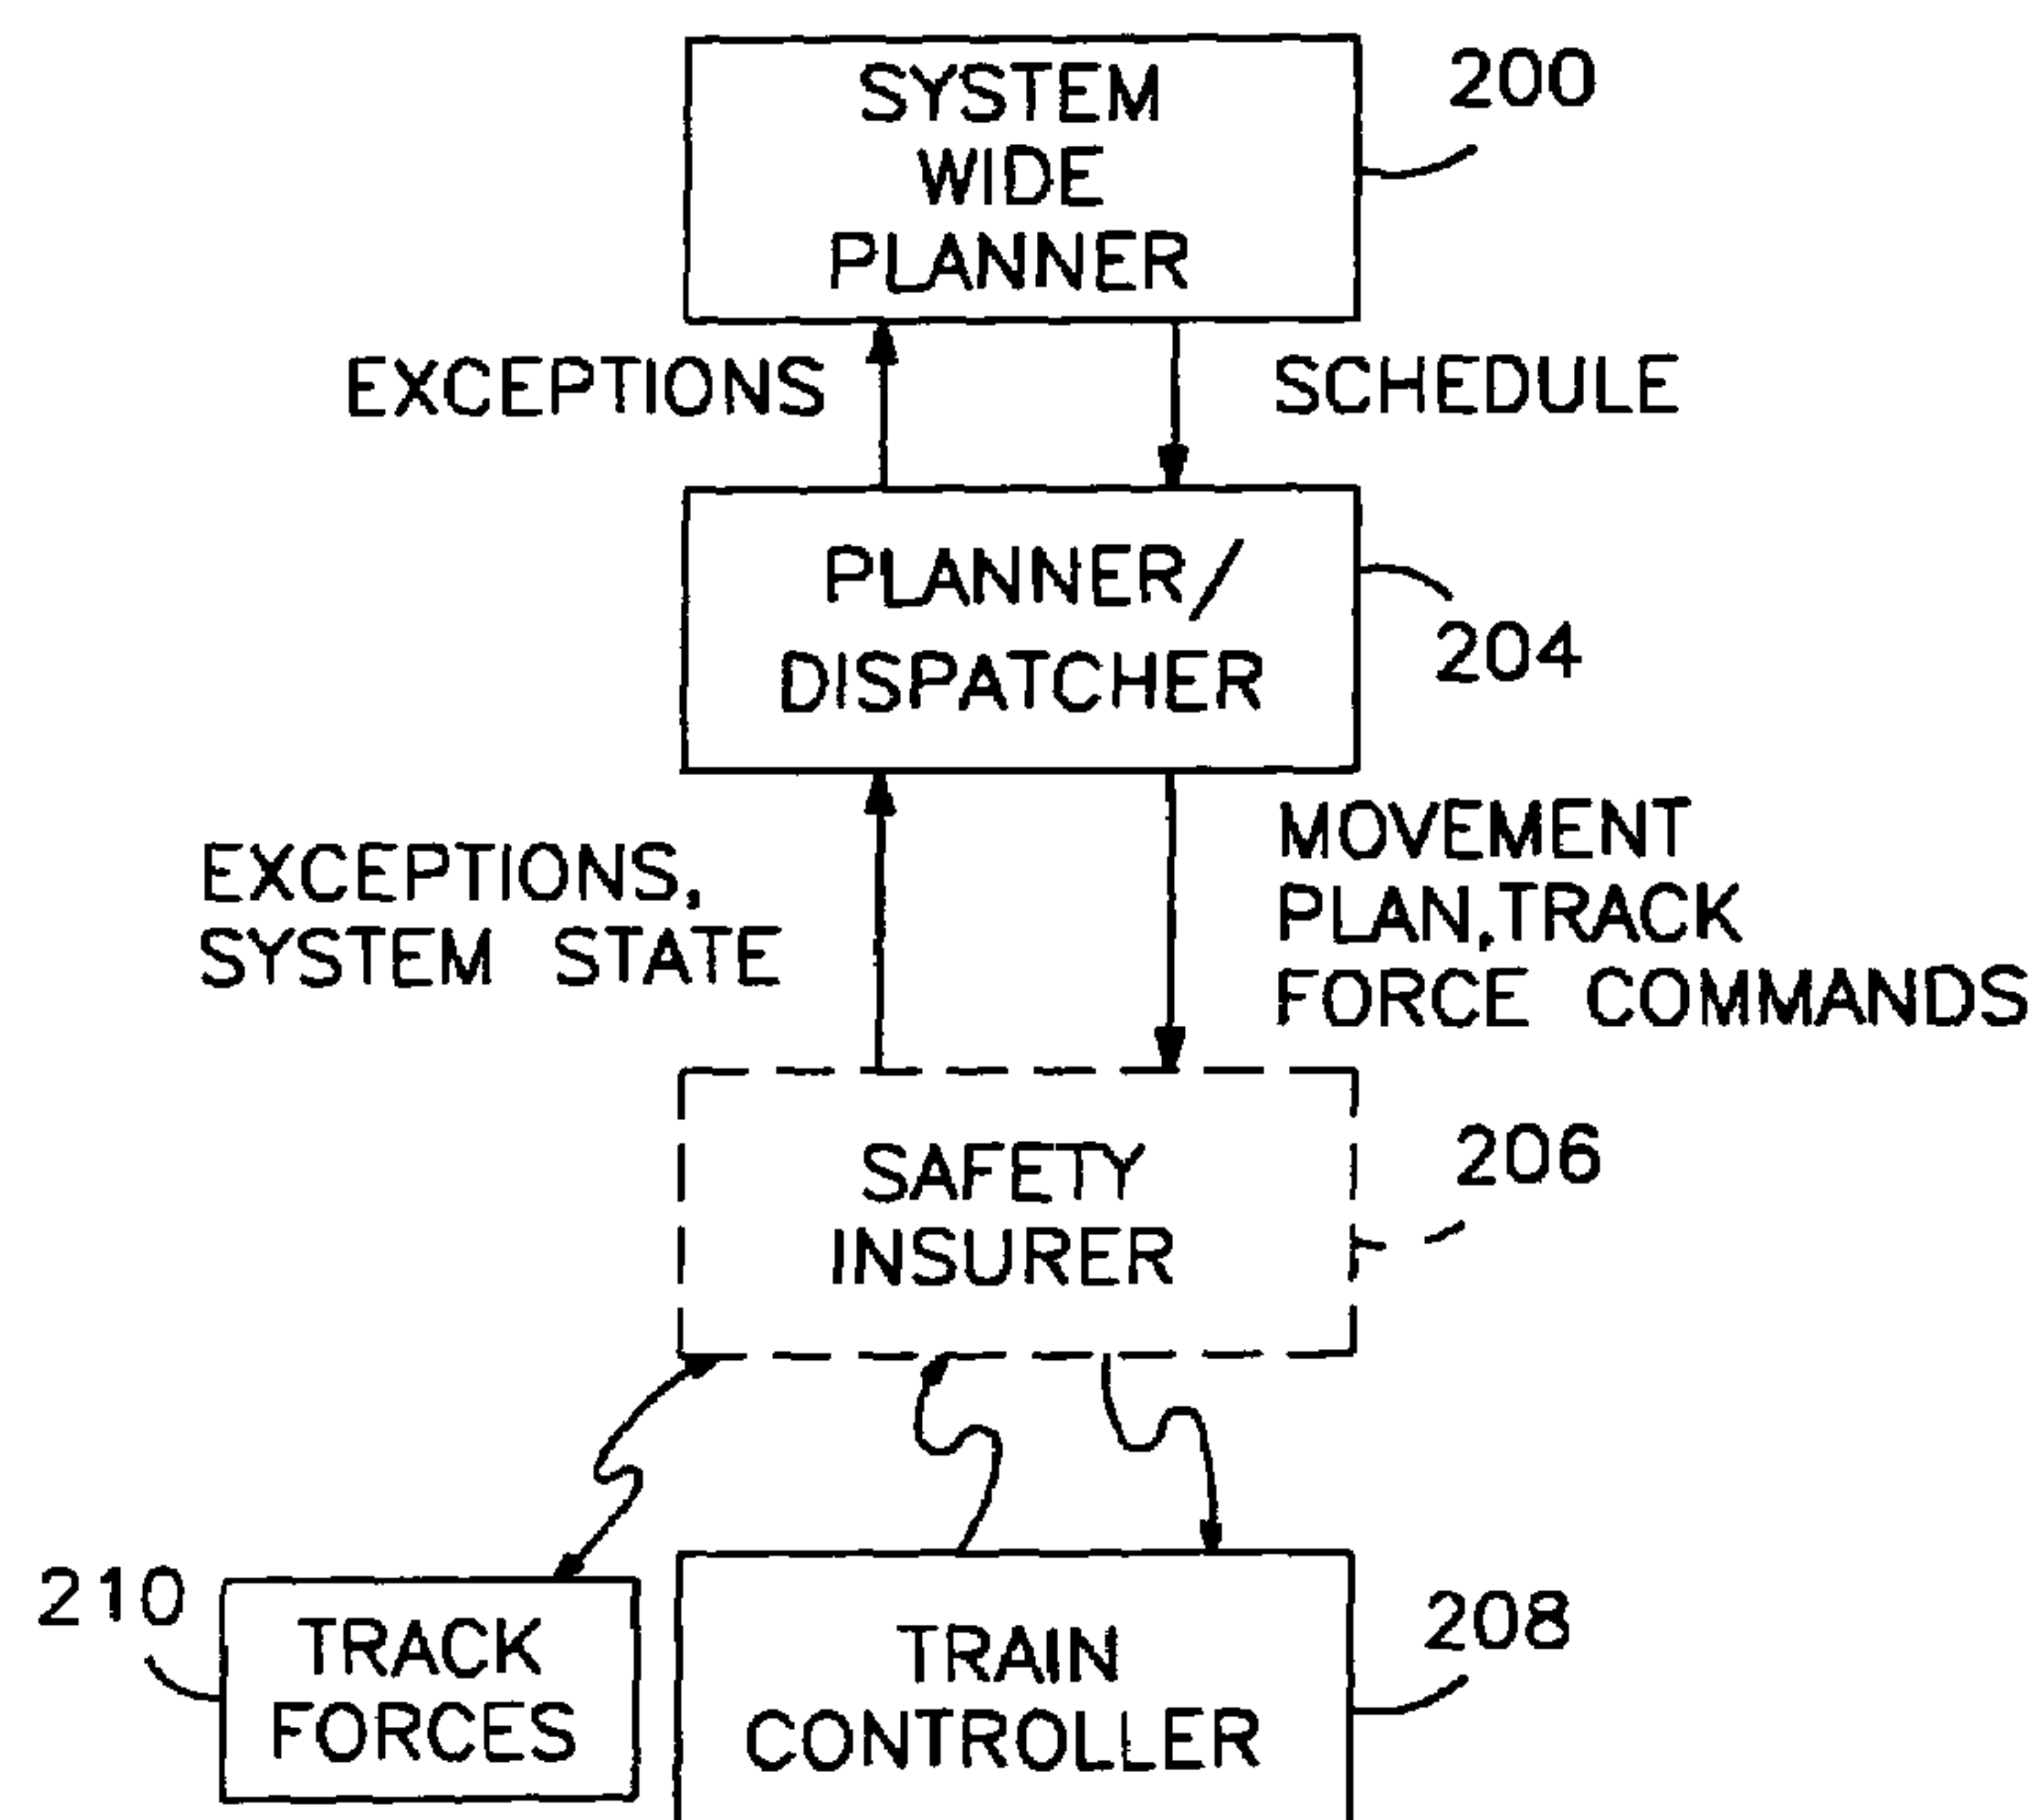 SYSTEM
WIDE
PLANNER
200
EXCEPTIONS
SCHEDULE
PLANNER/
DISPATCHER
204
EXCEPTIONS,
SYSTEM STATE
MOVEMENT
PLAN,TRACK
FORCE COMMANDS
SAFETY
INSURER
206
210
TRACK
FORCES
TRAIN
CONTROLLER
208